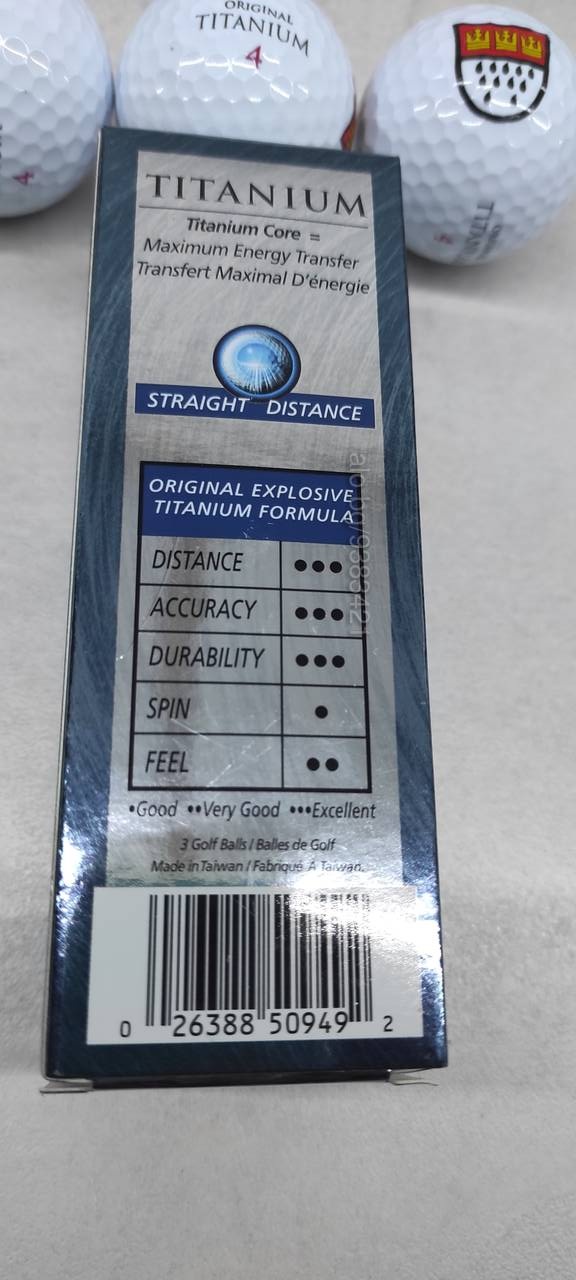 ORIGINAL
TITANIUM
4
4
TITANIUM
Titanium Core =
Maximum Energy Transfer
Transfert Maximal D'énergie
STRAIGHT DISTANCE
ORIGINAL EXPLOSIVE
TITANIUM FORMULA
DISTANCE •••
ACCURACY •••
DURABILITY •••
SPIN •
FEEL ••
•Good ••Very Good •••Excellent
3 Golf Balls / Balles de Golf
Made in Taiwan / Fabriqué A Taiwan.
0 26388 50949 2